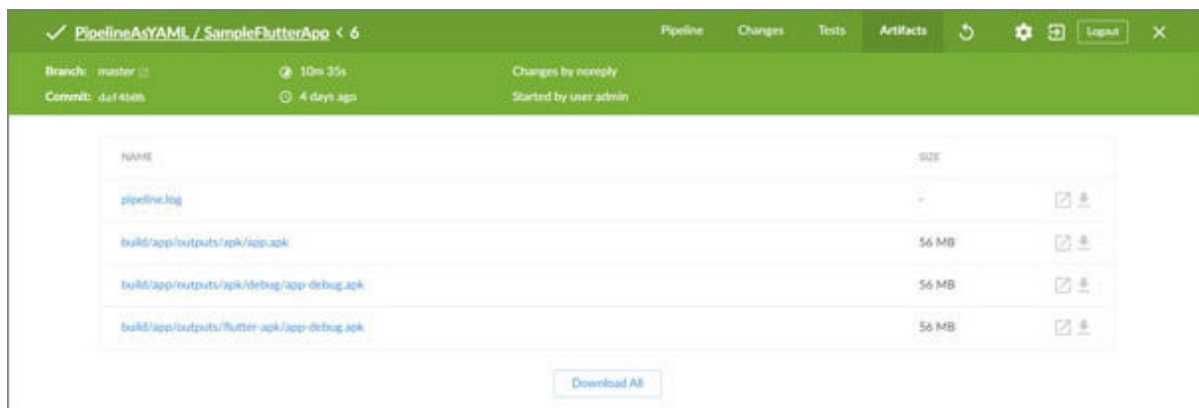 PipelineAsYAML / SampleFlutterApp < 6 Pipeline Changes Tests Artifacts Logout
Branch: master 10m 35s Changes by noreply
Commit: 4 days ago Started by user admin
NAME SIZE
pipeline.log -
build/app/outputs/apk/app.apk 56 MB
build/app/outputs/apk/debug/app-debug.apk 56 MB
build/app/outputs/flutter-apk/app-debug.apk 56 MB
Download All